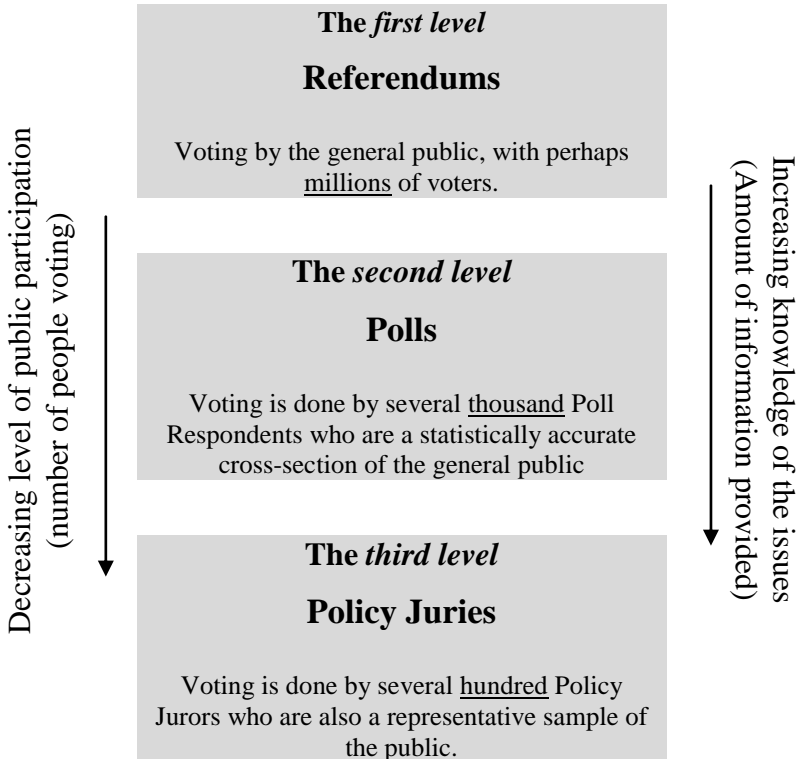 The first level
Referendums
Voting by the general public, with perhaps
millions of voters.
Decreasing level of public participation
(number of people voting)
Increasing knowledge of the issues
(Amount of information provided)
The second level
Polls
Voting is done by several thousand Poll
Respondents who are a statistically accurate
cross-section of the general public
The third level
Policy Juries
Voting is done by several hundred Policy
Jurors who are also a representative sample of
the public.